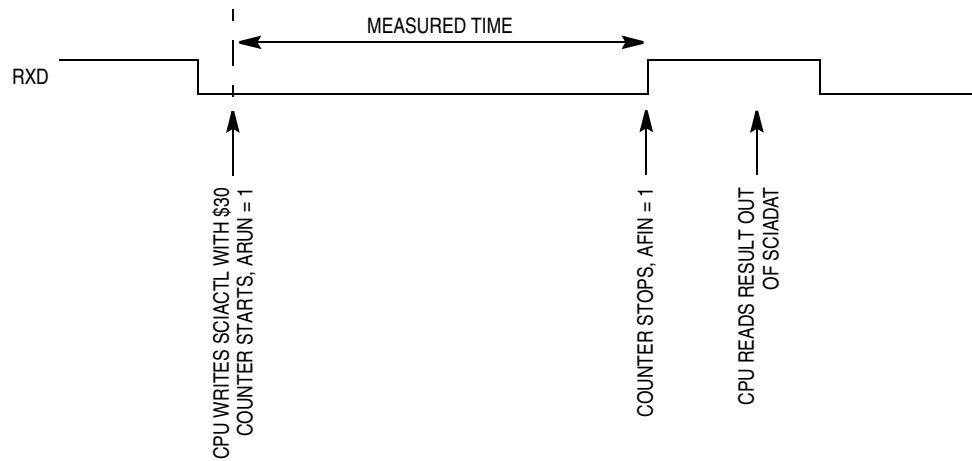 MEASURED TIME
RXD
CPU WRITES SCIACTL WITH $30
COUNTER STARTS, ARUN = 1
COUNTER STOPS, AFIN = 1
CPU READS RESULT OUT
OF SCIADAT